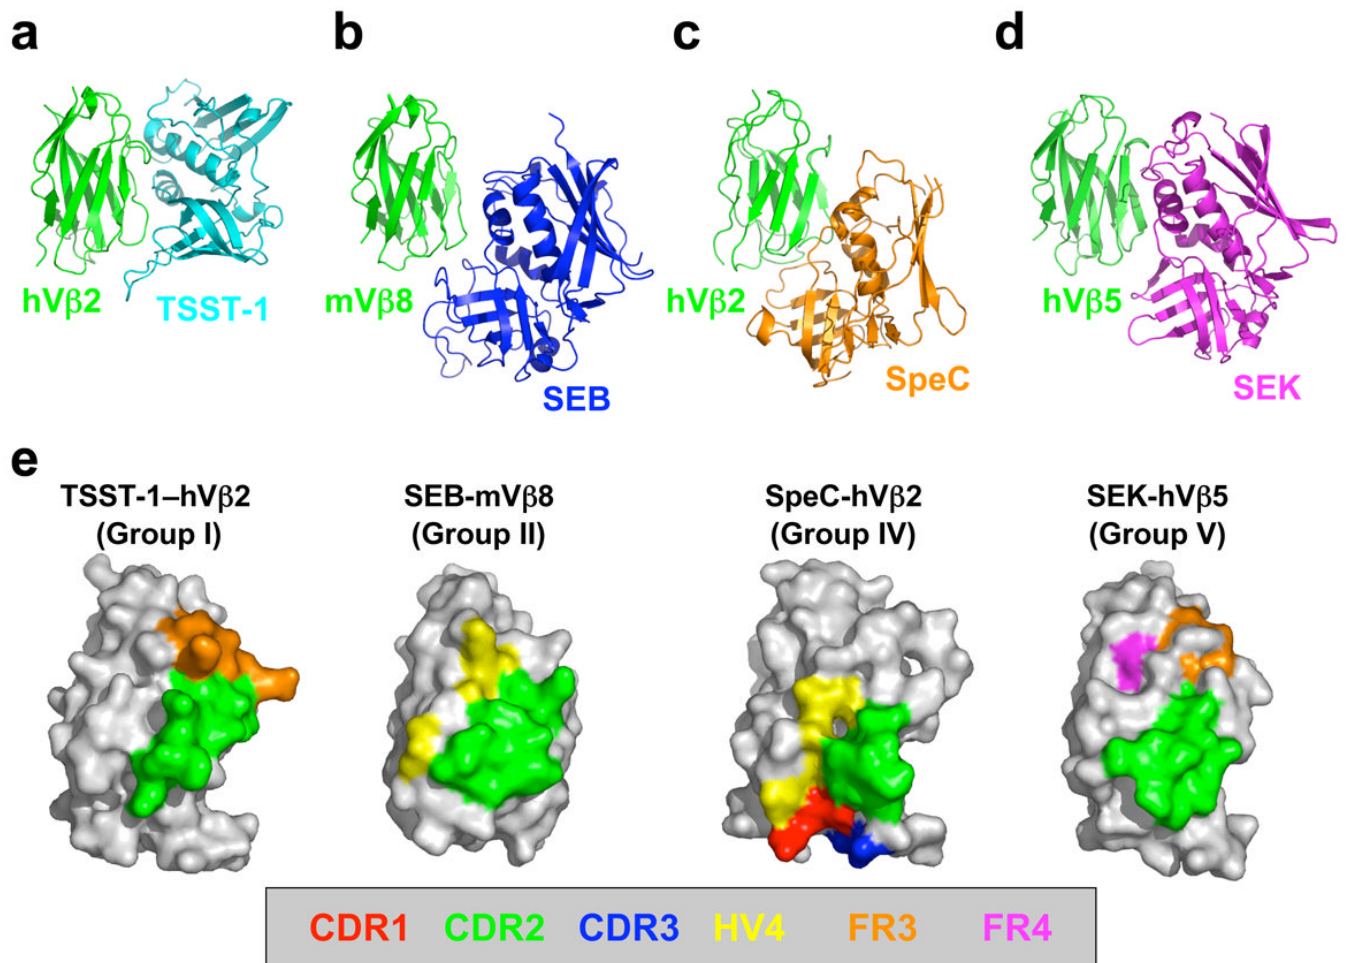 a b c d
hVβ2 TSST-1 mVβ8 SEB hVβ2 SpeC hVβ5 SEK
e
TSST-1–hVβ2 SEB-mVβ8 SpeC-hVβ2 SEK-hVβ5
(Group I) (Group II) (Group IV) (Group V)
CDR1 CDR2 CDR3 HV4 FR3 FR4